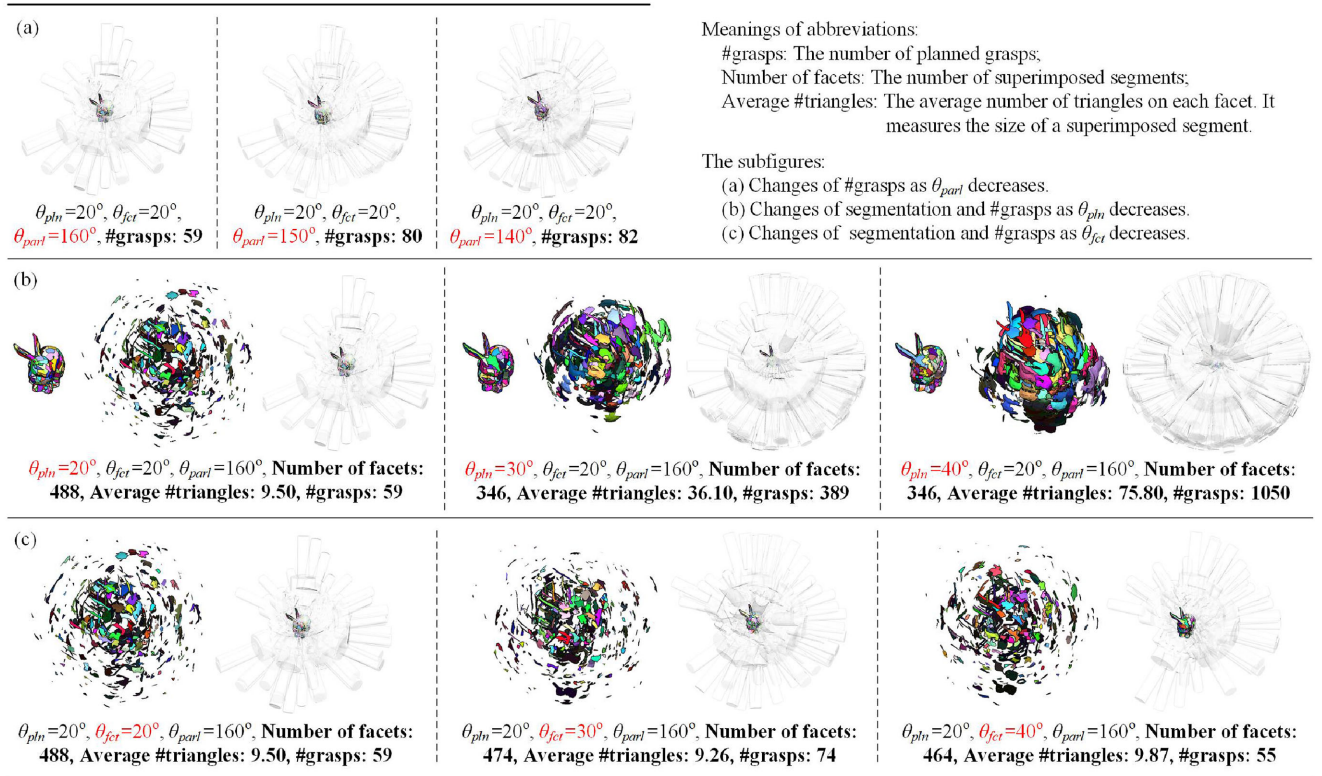 (a)
θpln=20°, θfct=20°,
θparl=160°, #grasps: 59
θpln=20°, θfct=20°,
θparl=150°, #grasps: 80
θpln=20°, θfct=20°,
θparl=140°, #grasps: 82
Meanings of abbreviations:
#grasps: The number of planned grasps;
Number of facets: The number of superimposed segments;
Average #triangles: The average number of triangles on each facet. It
measures the size of a superimposed segment.
The subfigures:
(a) Changes of #grasps as θparl decreases.
(b) Changes of segmentation and #grasps as θpln decreases.
(c) Changes of segmentation and #grasps as θfct decreases.
(b)
θpln=20°, θfct=20°, θparl=160°, Number of facets:
488, Average #triangles: 9.50, #grasps: 59
θpln=30°, θfct=20°, θparl=160°, Number of facets:
346, Average #triangles: 36.10, #grasps: 389
θpln=40°, θfct=20°, θparl=160°, Number of facets:
346, Average #triangles: 75.80, #grasps: 1050
(c)
θpln=20°, θfct=20°, θparl=160°, Number of facets:
488, Average #triangles: 9.50, #grasps: 59
θpln=20°, θfct=30°, θparl=160°, Number of facets:
474, Average #triangles: 9.26, #grasps: 74
θpln=20°, θfct=40°, θparl=160°, Number of facets:
464, Average #triangles: 9.87, #grasps: 55